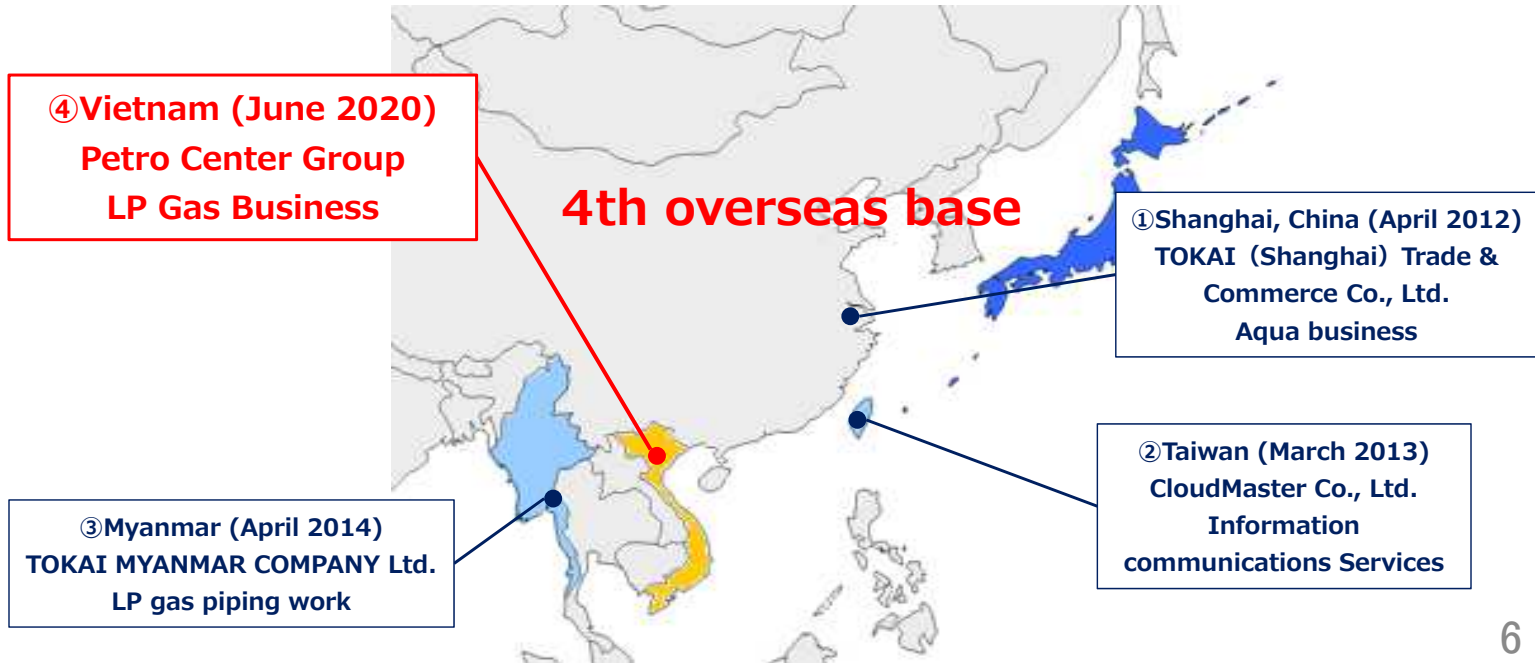 ④Vietnam (June 2020)
Petro Center Group
LP Gas Business
4th overseas base
①Shanghai, China (April 2012)
TOKAI（Shanghai）Trade &
Commerce Co., Ltd.
Aqua business
②Taiwan (March 2013)
CloudMaster Co., Ltd.
Information
communications Services
③Myanmar (April 2014)
TOKAI MYANMAR COMPANY Ltd.
LP gas piping work
6